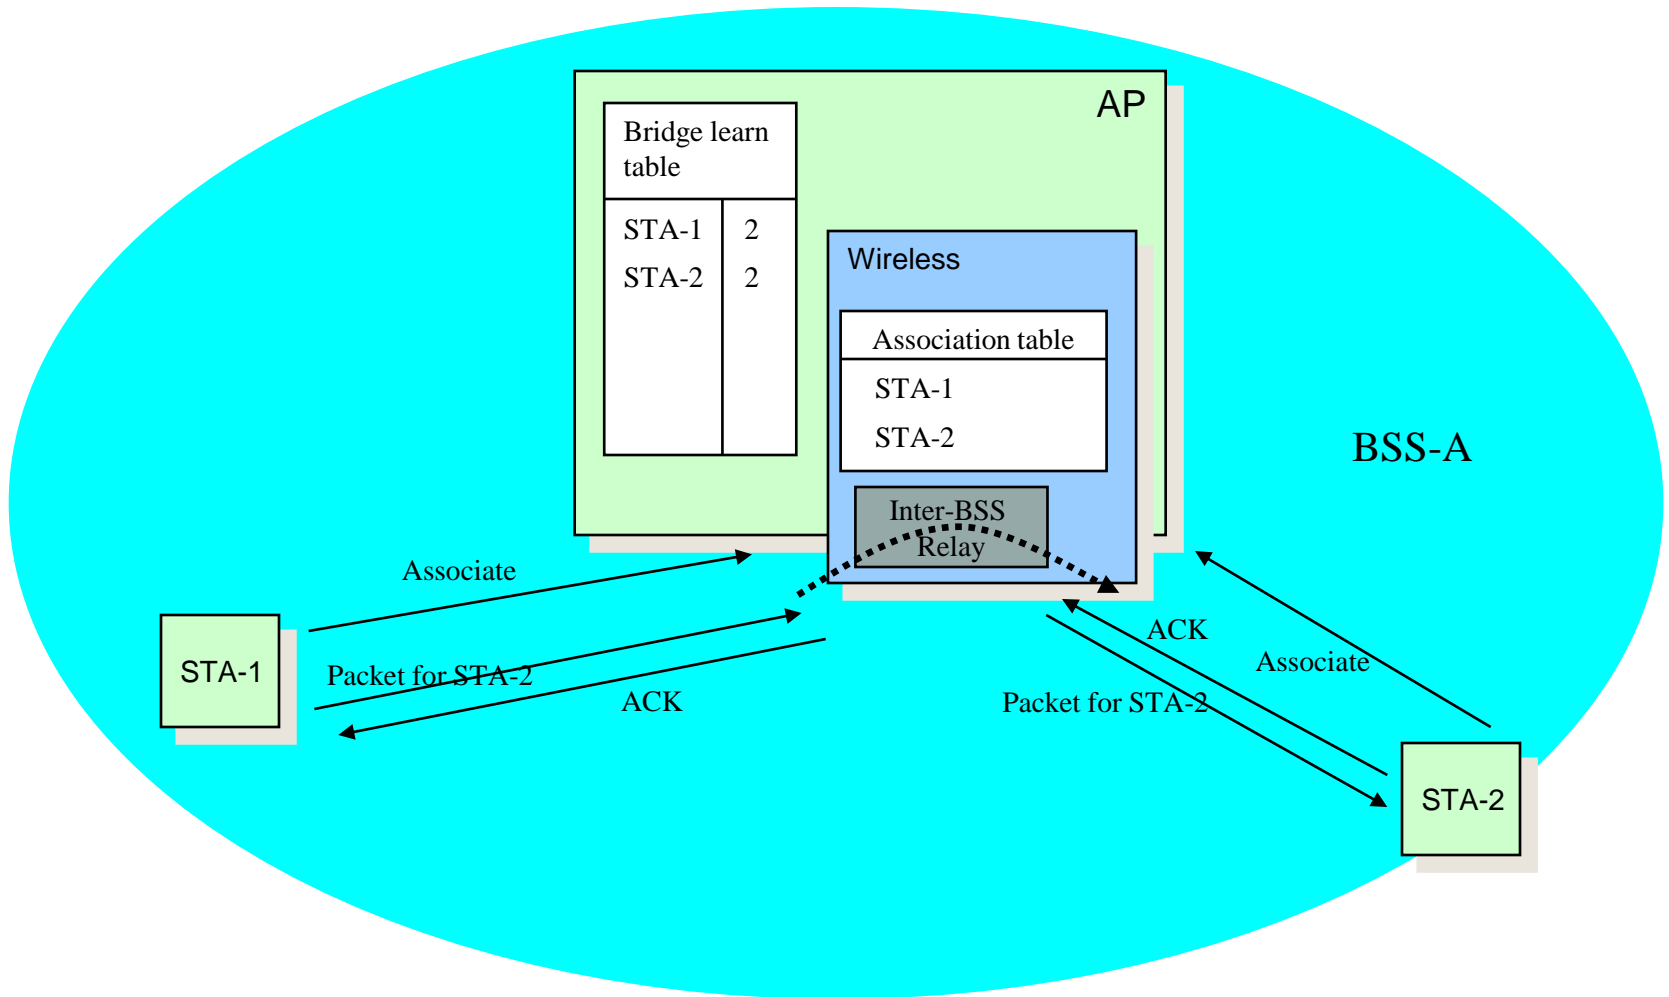 AP
Bridge learn
table
STA-1 2
STA-2 2
Wireless
Association table
STA-1
STA-2
BSS-A
Inter-BSS
Relay
Associate
ACK
Associate
STA-1
Packet for STA-2
ACK
Packet for STA-2
STA-2